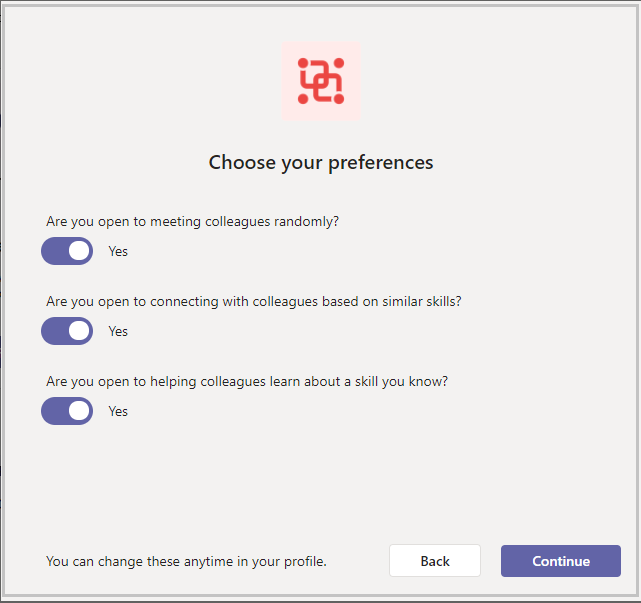 Choose your preferences
Are you open to meeting colleagues randomly?
Yes
Are you open to connecting with colleagues based on similar skills?
Yes
Are you open to helping colleagues learn about a skill you know?
Yes
You can change these anytime in your profile.
Back
Continue